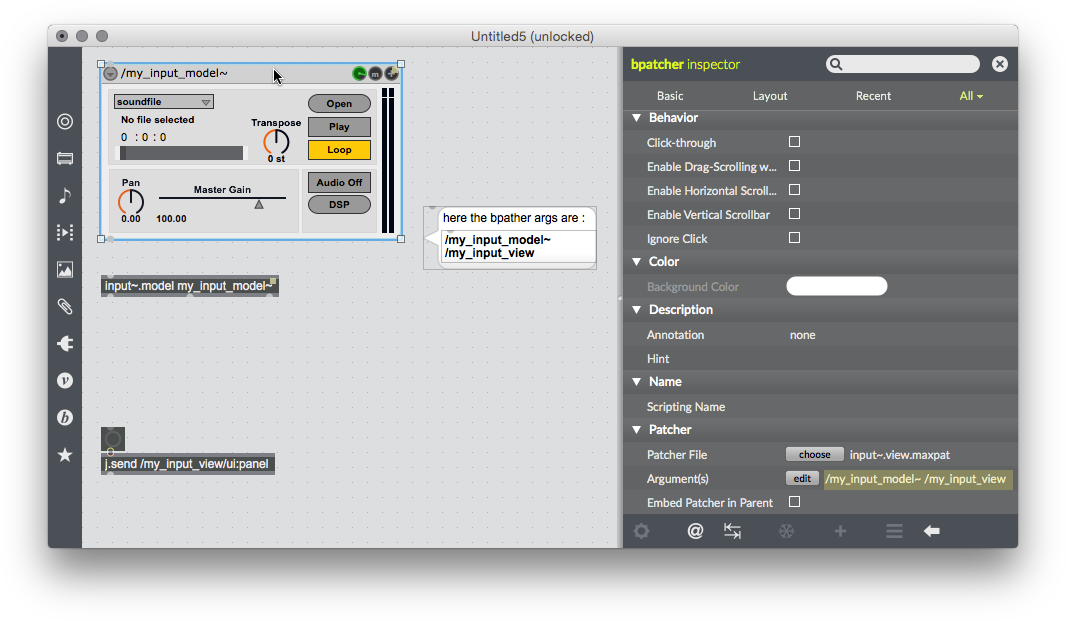 Untitled5 (unlocked)
/my_input_model~
m
soundfile
No file selected
0 : 0 : 0
Transpose
0 st
Open
Play
Loop
Pan
0.00
Master Gain
100.00
Audio Off
DSP
here the bpather args are :
/my_input_model~
/my_input_view
input~.model my_input_model~
j.send /my_input_view/ui:panel
v
b
bpatcher inspector
Basic Layout Recent All
Behavior
Click-through
Enable Drag-Scrolling w...
Enable Horizontal Scroll...
Enable Vertical Scrollbar
Ignore Click
Color
Background Color
Description
Annotation none
Hint
Name
Scripting Name
Patcher
Patcher File choose input~.view.maxpat
Argument(s) edit /my_input_model~ /my_input_view
Embed Patcher in Parent
@